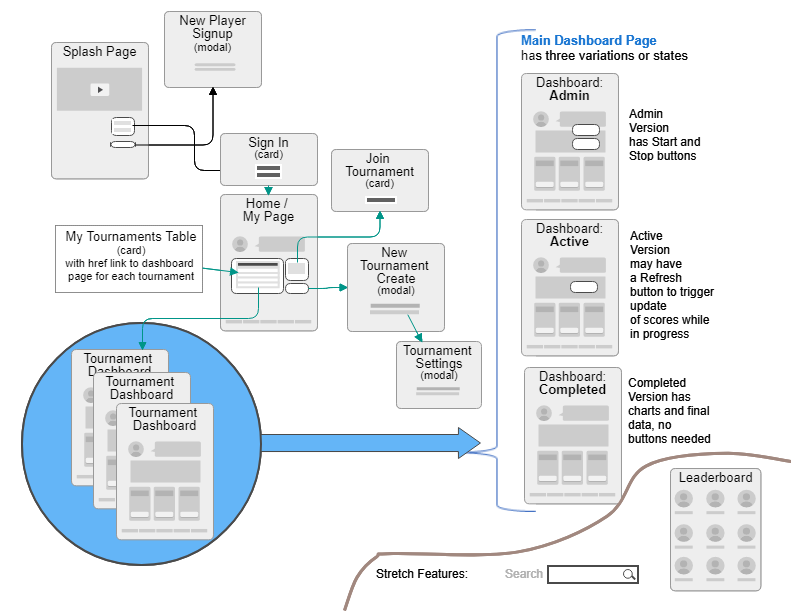 Splash Page
New Player
Signup
(modal)
Sign In
(card)
Join
Tournament
(card)
Home /
My Page
My Tournaments Table
(card)
with href link to dashboard
page for each tournament
New
Tournament
Create
(modal)
Tournament
Settings
(modal)
Tournament
Dashboard
Tournament
Dashboard
Tournament
Dashboard
Main Dashboard Page
has three variations or states
Dashboard:
Admin
Admin
Version
has Start and
Stop buttons
Dashboard:
Active
Active
Version
may have
a Refresh
button to trigger
update
of scores while
in progress
Dashboard:
Completed
Completed
Version has
charts and final
data, no
buttons needed
Leaderboard
Stretch Features:
Search